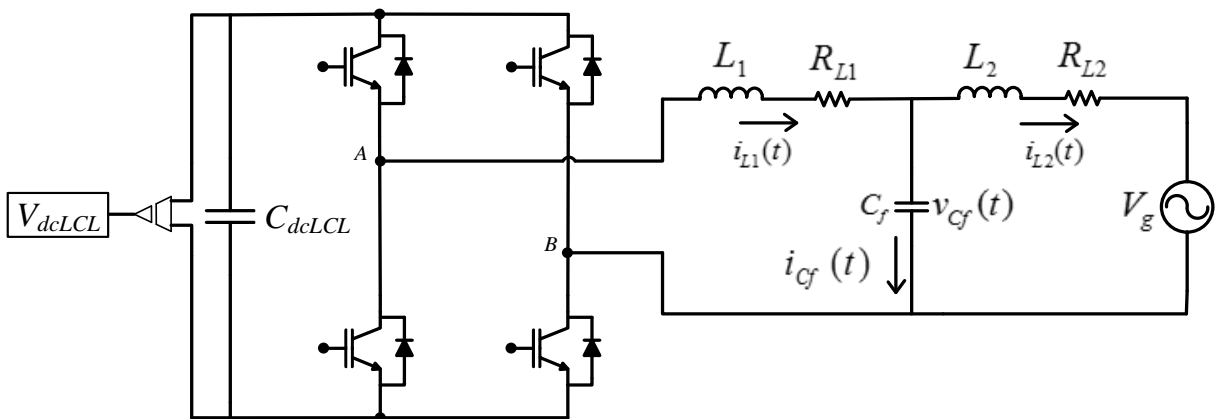 L1
RL1
L2
RL2
iL1(t)
iL2(t)
A
VdcLCL
CdcLCL
Cf
vCf(t)
Vg
B
iCf (t)